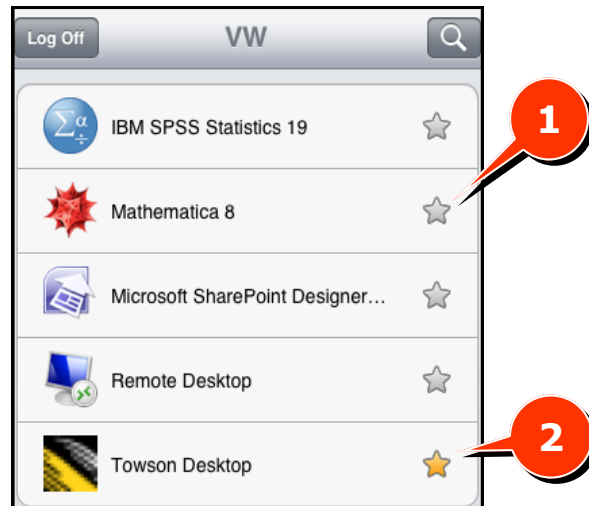 Log Off
VW
IBM SPSS Statistics 19
1
Mathematica 8
Microsoft SharePoint Designer...
Remote Desktop
Towson Desktop
2